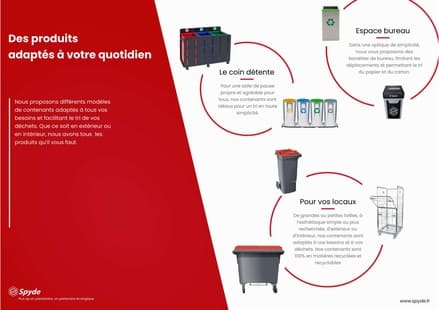 Des produits
adaptés à votre quotidien
Nous proposons différents modèles
de contenants adaptés à tous vos
besoins et facilitant le tri de vos
déchets. Que ce soit en extérieur ou
en intérieur, nous avons tous les
produits qu'il vous faut.
Le coin détente
Pour une salle de pause
propre et agréable pour
tous, nos contenants sont
idéaux pour un tri en toute
simplicité.
Espace bureau
Dans une optique de simplicité,
nous vous proposons des
bannettes de bureau, limitant les
déplacements et permettant le tri
du papier et du carton.
Pour vos locaux
De grandes ou petites tailles, à
l'esthétique simple ou plus
recherchée, d'extérieur ou
d'intérieur, nos contenants sont
adaptés à vos besoins et à vos
déchets. Nos contenants sont
100% en matières recyclées et
recyclables
Spyde
Plus qu'un prestataire, un partenaire écologique
www.spyde.fr